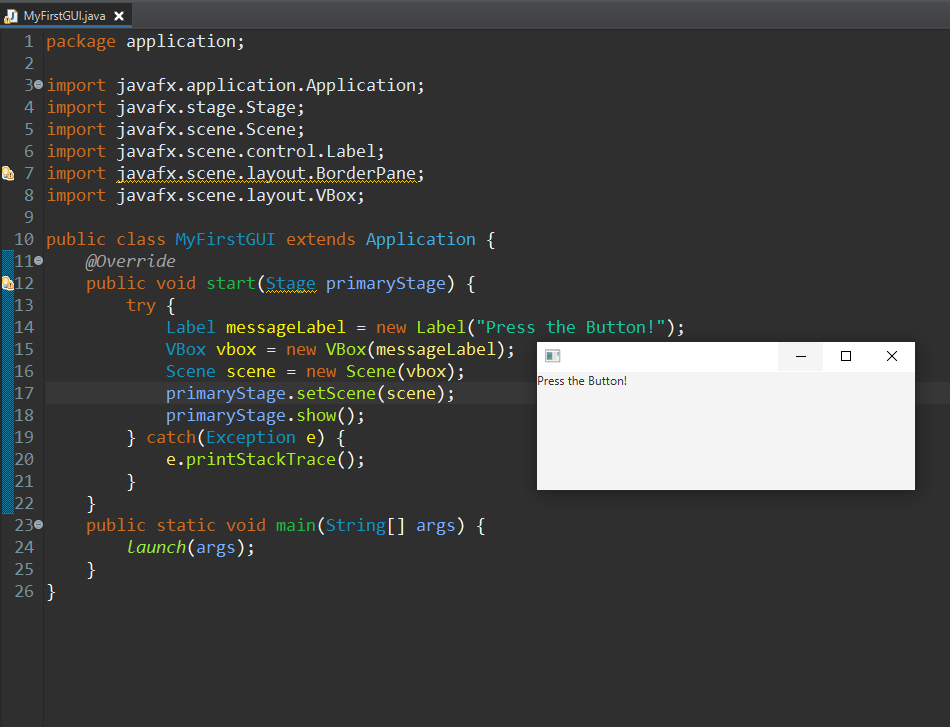 MyFirstGUI.java
1 package application;
2
3 import javafx.application.Application;
4 import javafx.stage.Stage;
5 import javafx.scene.Scene;
6 import javafx.scene.control.Label;
7 import javafx.scene.layout.BorderPane;
8 import javafx.scene.layout.VBox;
9
10 public class MyFirstGUI extends Application {
11     @Override
12     public void start(Stage primaryStage) {
13         try {
14             Label messageLabel = new Label("Press the Button!");
15             VBox vbox = new VBox(messageLabel);
16             Scene scene = new Scene(vbox);
17             primaryStage.setScene(scene);
18             primaryStage.show();
19         } catch(Exception e) {
20             e.printStackTrace();
21         }
22     }
23     public static void main(String[] args) {
24         launch(args);
25     }
26 }
Press the Button!